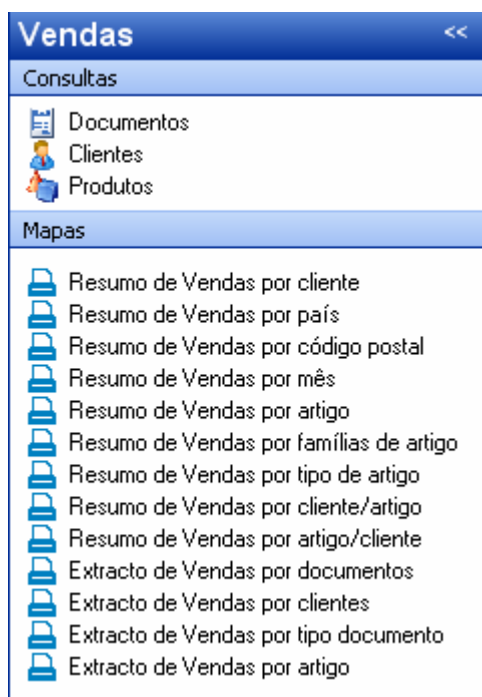 Vendas <<
Consultas
Documentos
Clientes
Produtos
Mapas
Resumo de Vendas por cliente
Resumo de Vendas por país
Resumo de Vendas por código postal
Resumo de Vendas por mês
Resumo de Vendas por artigo
Resumo de Vendas por famílias de artigo
Resumo de Vendas por tipo de artigo
Resumo de Vendas por cliente/artigo
Resumo de Vendas por artigo/cliente
Extracto de Vendas por documentos
Extracto de Vendas por clientes
Extracto de Vendas por tipo documento
Extracto de Vendas por artigo